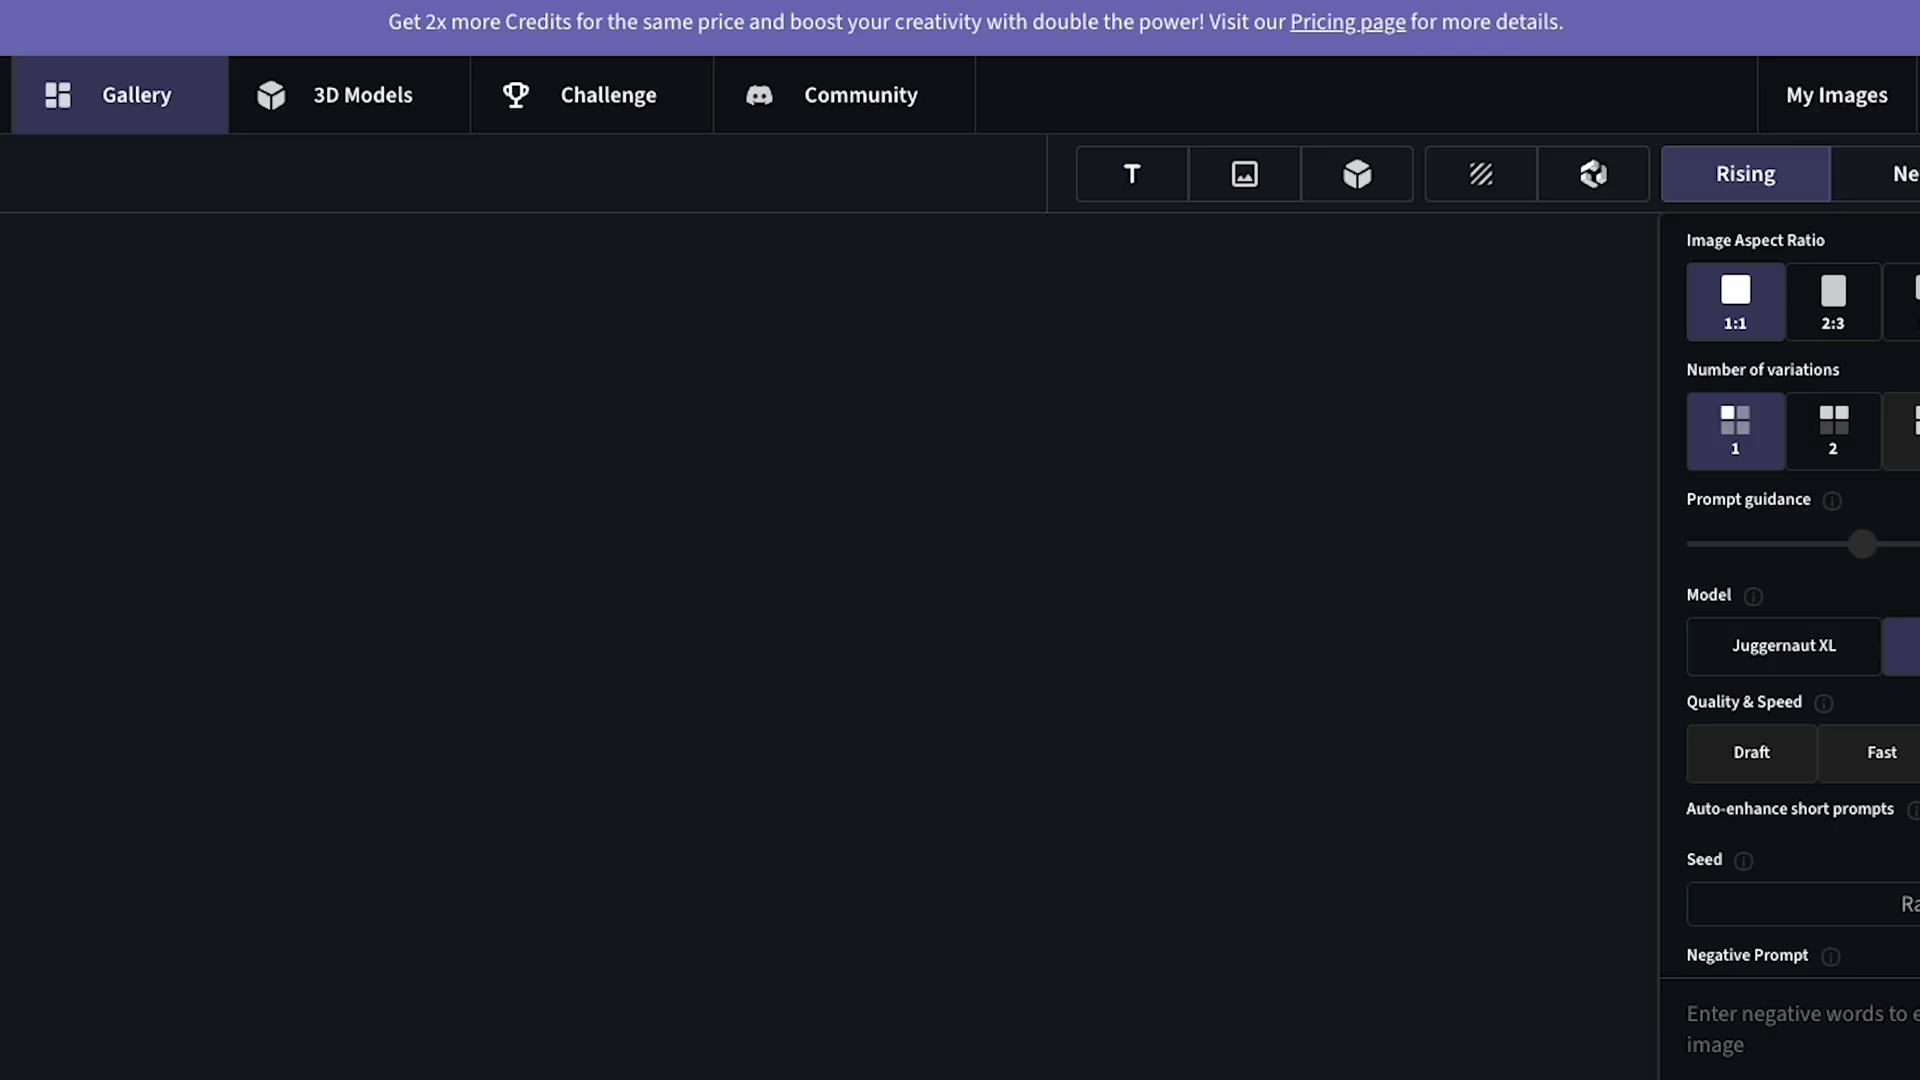 Get 2x more Credits for the same price and boost your creativity with double the power! Visit our Pricing page for more details.
Gallery
3D Models
Challenge
Community
My Images
T
Rising
Image Aspect Ratio
1:1
2:3
Number of variations
1
2
Prompt guidance
Model
Juggernaut XL
Quality & Speed
Draft
Fast
Auto-enhance short prompts
Seed
Negative Prompt
Enter negative words to
image